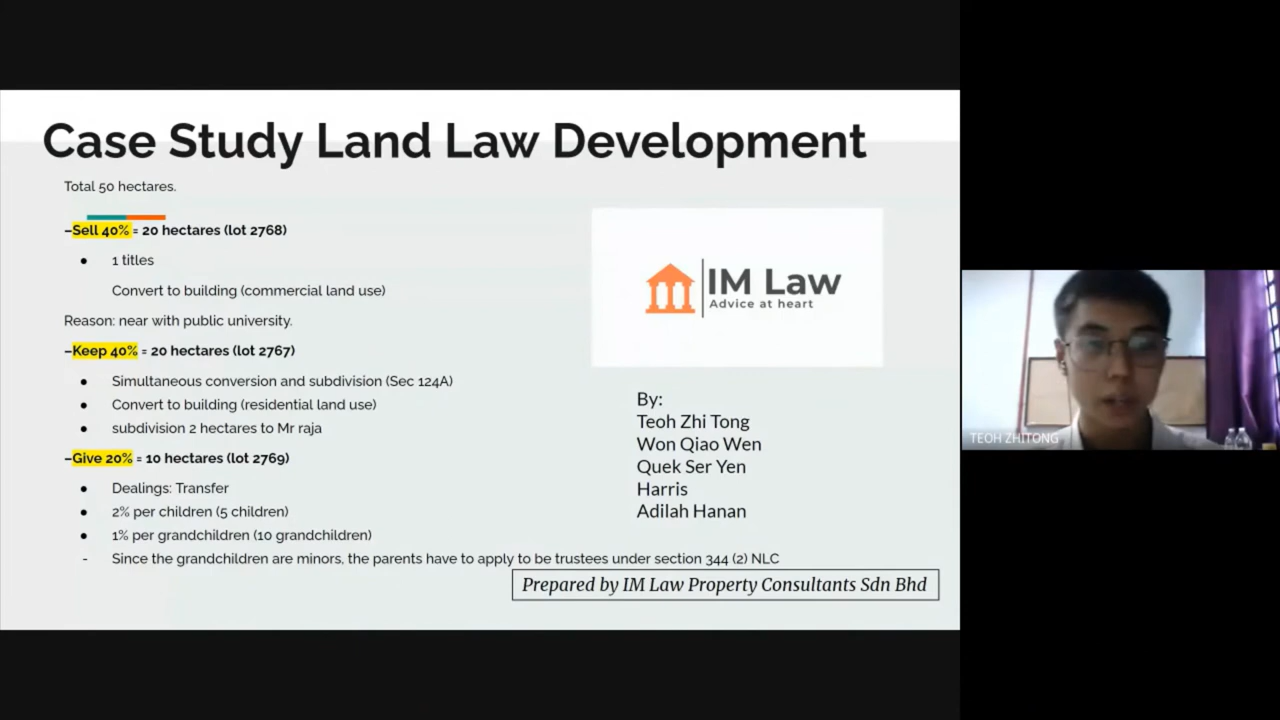 Case Study Land Law Development
Total 50 hectares.
–Sell 40% = 20 hectares (lot 2768)
● 1 titles
Convert to building (commercial land use)
Reason: near with public university.
–Keep 40% = 20 hectares (lot 2767)
● Simultaneous conversion and subdivision (Sec 124A)
● Convert to building (residential land use)
● subdivision 2 hectares to Mr raja
–Give 20% = 10 hectares (lot 2769)
● Dealings: Transfer
● 2% per children (5 children)
● 1% per grandchildren (10 grandchildren)
- Since the grandchildren are minors, the parents have to apply to be trustees under section 344 (2) NLC
IM Law
Advice at heart
By:
Teoh Zhi Tong
Won Qiao Wen
Quek Ser Yen
Harris
Adilah Hanan
Prepared by IM Law Property Consultants Sdn Bhd
TEOH ZHITONG